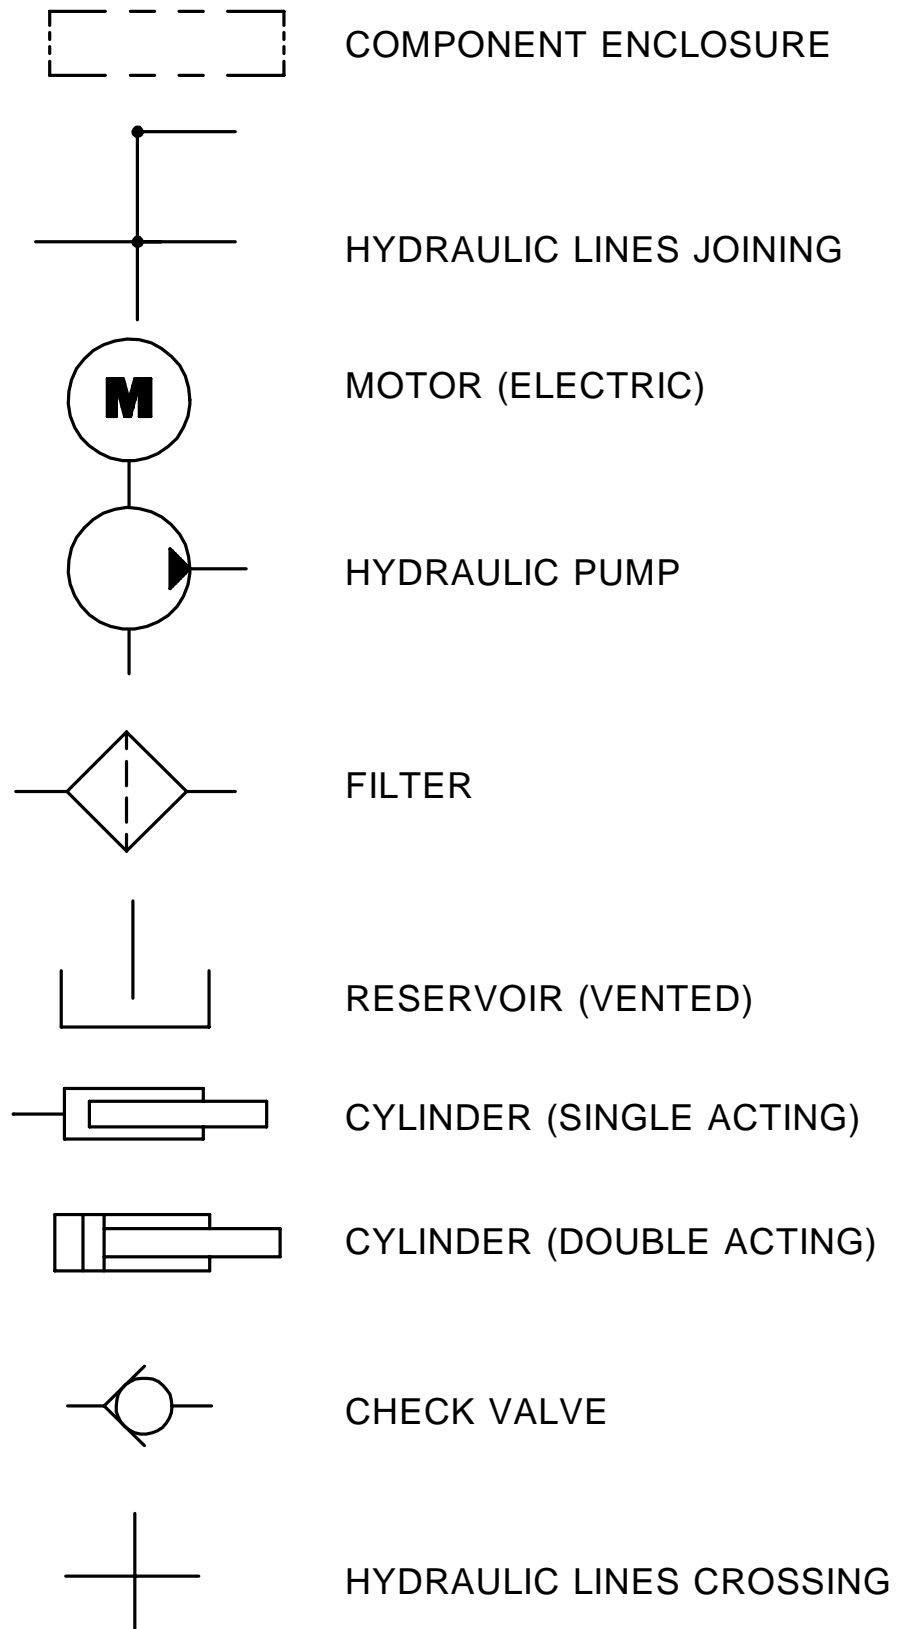 COMPONENT ENCLOSURE
HYDRAULIC LINES JOINING
M
MOTOR (ELECTRIC)
HYDRAULIC PUMP
FILTER
RESERVOIR (VENTED)
CYLINDER (SINGLE ACTING)
CYLINDER (DOUBLE ACTING)
CHECK VALVE
HYDRAULIC LINES CROSSING